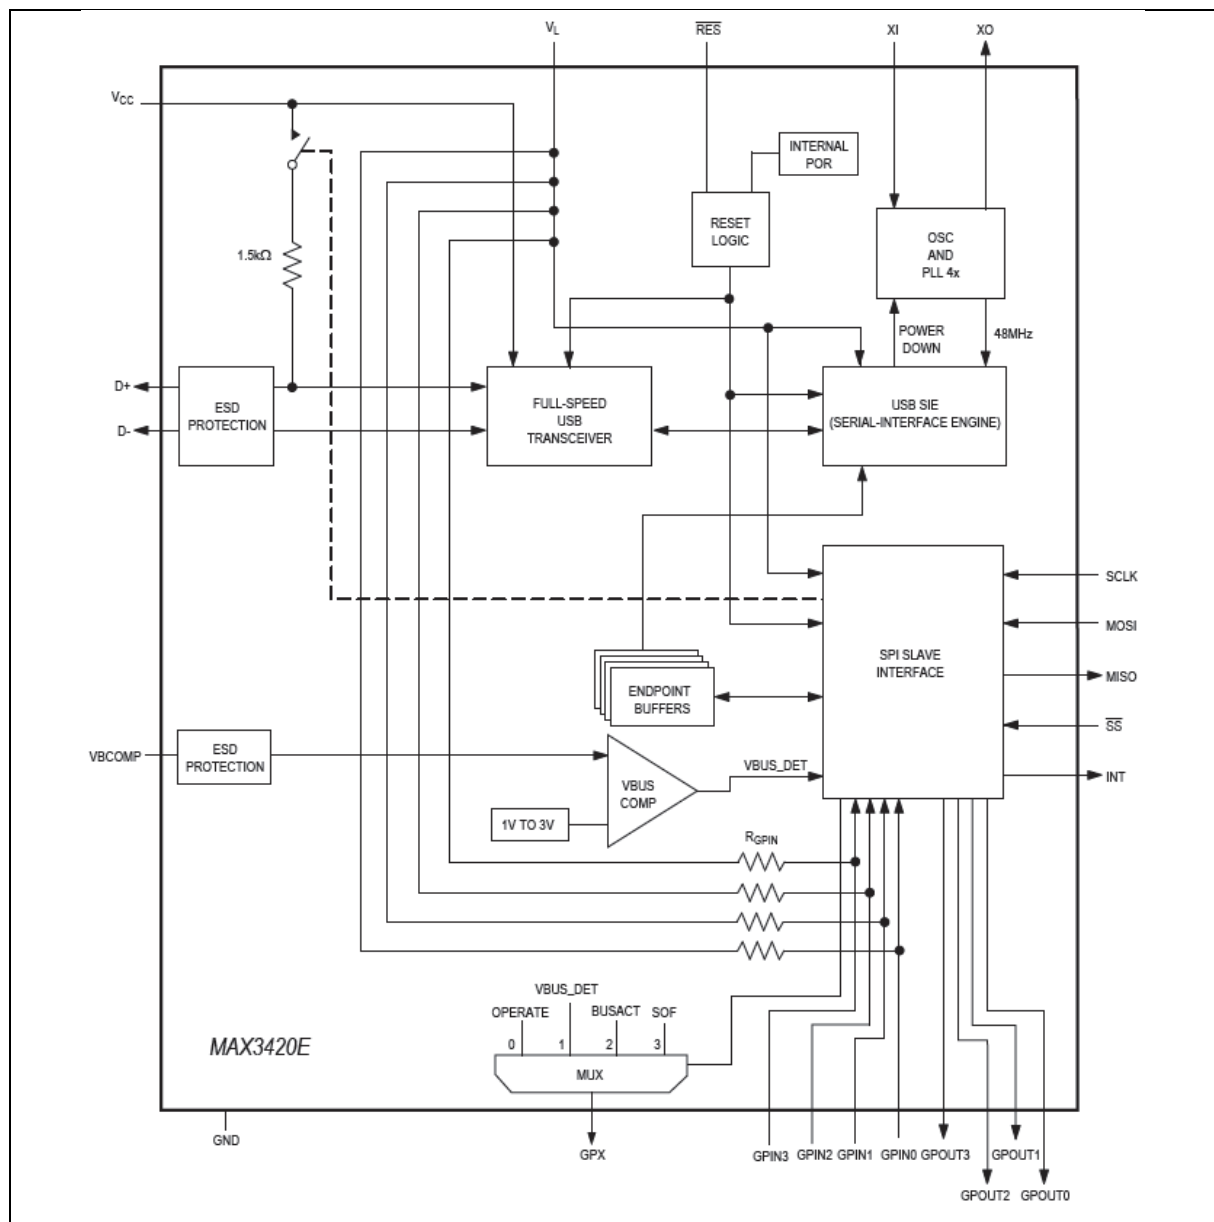 VL
RES
XI
XO
VCC
INTERNAL
POR
RESET
LOGIC
OSC
AND
PLL 4x
1.5kΩ
POWER
DOWN
48MHz
D+
D-
ESD
PROTECTION
FULL-SPEED
USB
TRANSCEIVER
USB SIE
(SERIAL-INTERFACE ENGINE)
SCLK
MOSI
SPI SLAVE
INTERFACE
MISO
ENDPOINT
BUFFERS
SS
VBCOMP
ESD
PROTECTION
VBUS_DET
INT
VBUS
COMP
1V TO 3V
RGPIN
VBUS_DET
OPERATE
BUSACT
SOF
0 1 2 3
MUX
MAX3420E
GND
GPX
GPIN3
GPIN2
GPIN1
GPIN0
GPOUT3
GPOUT1
GPOUT2
GPOUT0